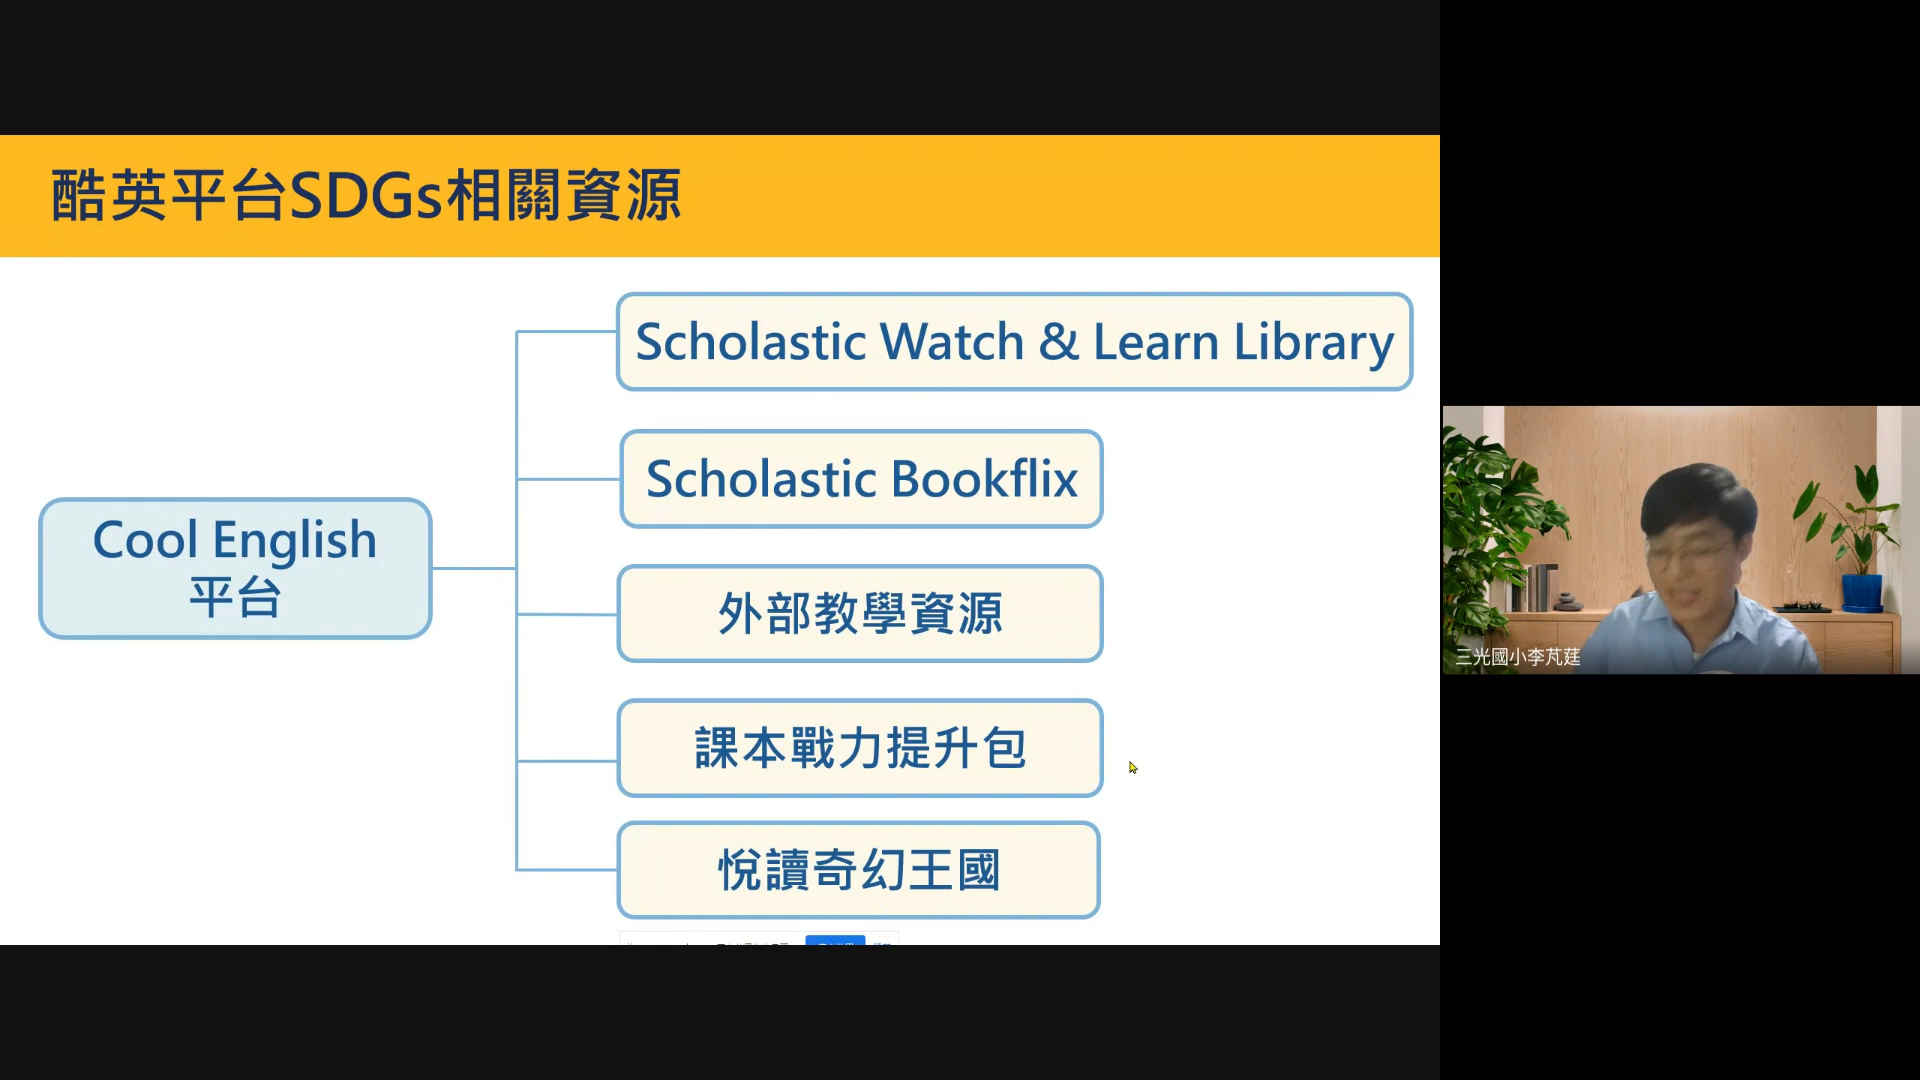 酷英平台SDGs相關資源
Scholastic Watch & Learn Library
Scholastic Bookflix
Cool English
平台
外部教學資源
課本戰力提升包
悅讀奇幻王國
三光國小李芃莛